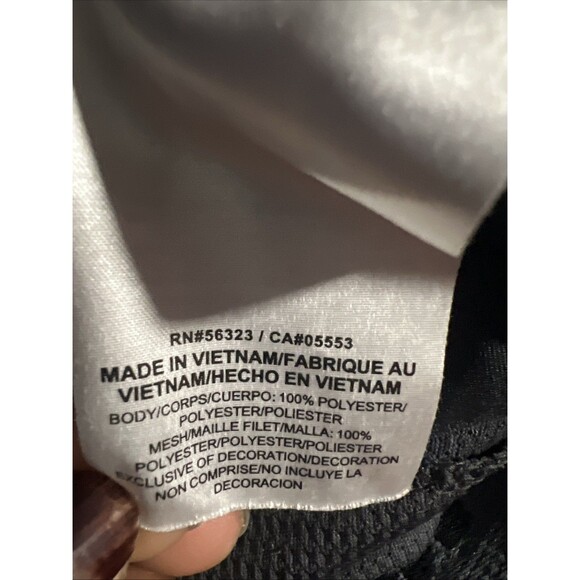 RN#56323 / CA#05553
MADE IN VIETNAM/FABRIQUE AU
VIETNAM/HECHO EN VIETNAM
BODY/CORPS/CUERPO: 100% POLYESTER/
POLYESTER/POLIESTER
MESH/MAILLE FILET/MALLA: 100%
POLYESTER/POLYESTER/POLIESTER
EXCLUSIVE OF DECORATION/DECORATION
NON COMPRISE/NO INCLUYE LA
DECORACION